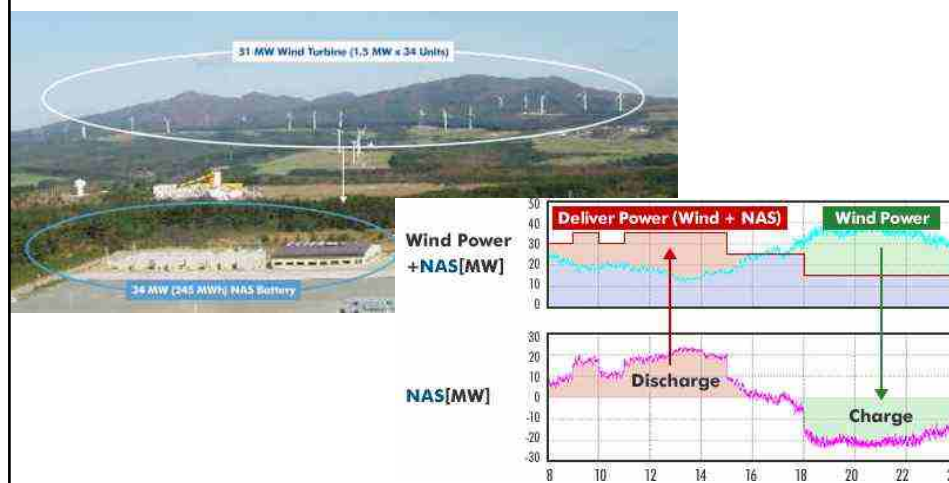 31 MW Wind Turbine (1.5 MW x 34 Units)
34 MW (245 MWh) NAS Battery
Deliver Power (Wind + NAS)
Wind Power
Wind Power
+NAS[MW]
50
40
30
20
10
0
NAS[MW]
30
20
10
0
-10
-20
-30
Discharge
Charge
8
10
12
14
16
18
20
22